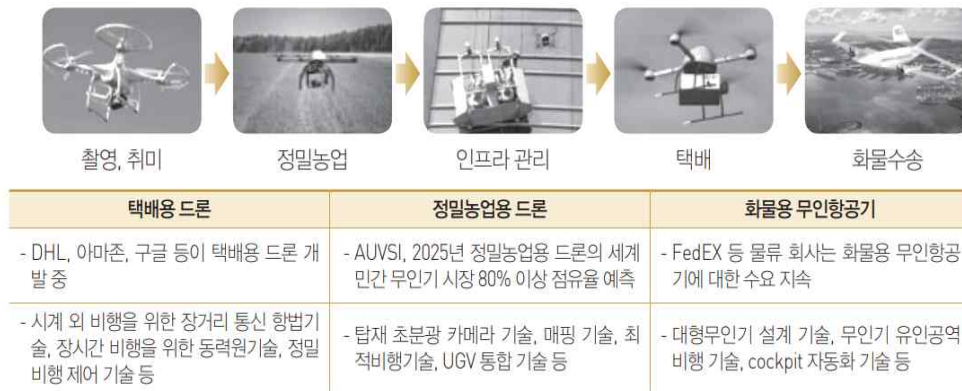 촬영, 취미
정밀농업
인프라 관리
택배
화물수송
택배용 드론
정밀농업용 드론
화물용 무인항공기
- DHL, 아마존, 구글 등이 택배용 드론 개
발 중
- AUVSI, 2025년 정밀농업용 드론의 세계
민간 무인기 시장 80% 이상 점유율 예측
- FedEX 등 물류 회사는 화물용 무인항공
기에 대한 수요 지속
- 시계 외 비행을 위한 장거리 통신 항법기
술, 장시간 비행을 위한 동력원기술, 정밀
비행 제어 기술 등
- 탑재 초분광 카메라 기술, 매핑 기술, 최
적비행기술, UGV 통합 기술 등
- 대형무인기 설계 기술, 무인기 유인공역
비행 기술, cockpit 자동화 기술 등